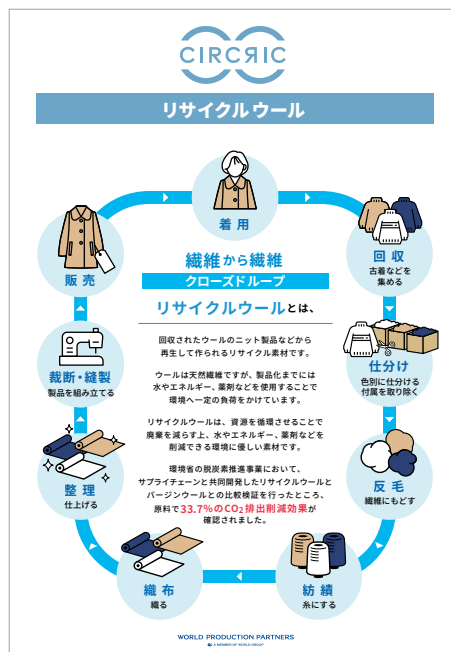 CIRCRIC
リサイクルウール
着用
回収
古着などを
集める
仕分け
色別に仕分ける
付属を取り除く
反毛
繊維にもどす
紡績
糸にする
織布
織る
整理
仕上げる
裁断・縫製
製品を組み立てる
販売
繊維から繊維
クローズドループ
リサイクルウールとは、
回収されたウールのニット製品などから
再生して作られるリサイクル素材です。
ウールは天然繊維ですが、製品化までには
水やエネルギー、薬剤などを使用することで
環境へ一定の負荷をかけています。
リサイクルウールは、資源を循環させることで
廃棄を減らす上、水やエネルギー、薬剤などを
削減できる環境に優しい素材です。
環境省の脱炭素推進事業において、
サプライチェーンと共同開発したリサイクルウールと
バージンウールとの比較検証を行ったところ、
原料で33.7%のCO₂排出削減効果が
確認されました。
WORLD PRODUCTION PARTNERS
A MEMBER OF WORLD GROUP